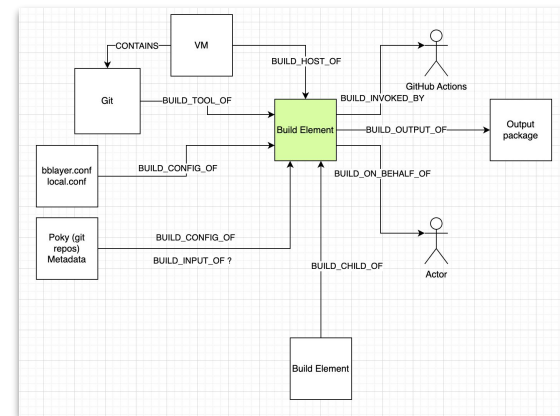 VM
CONTAINS
BUILD_HOST_OF
GitHub Actions
Git
BUILD_TOOL_OF
BUILD_INVOKED_BY
Build Element
BUILD_OUTPUT_OF
Output
package
bblayer.conf
local.conf
BUILD_CONFIG_OF
BUILD_ON_BEHALF_OF
Poky (git
repos)
Metadata
BUILD_CONFIG_OF
BUILD_INPUT_OF ?
Actor
BUILD_CHILD_OF
Build Element